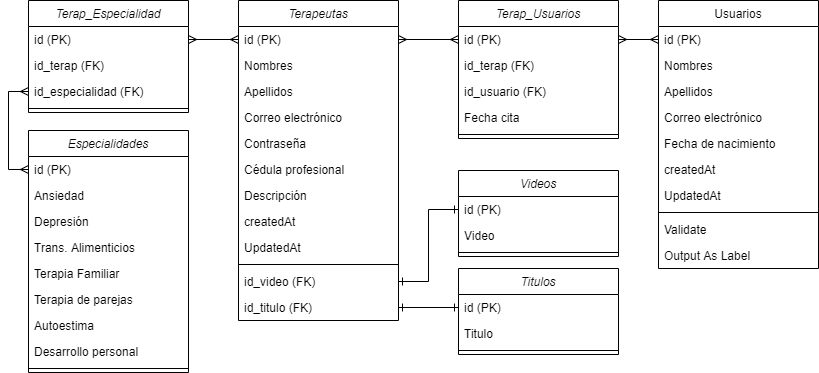 Terap_Especialidad
id (PK)
id_terap (FK)
id_especialidad (FK)
Especialidades
id (PK)
Ansiedad
Depresión
Trans. Alimenticios
Terapia Familiar
Terapia de parejas
Autoestima
Desarrollo personal
Terapeutas
id (PK)
Nombres
Apellidos
Correo electrónico
Contraseña
Cédula profesional
Descripción
createdAt
UpdatedAt
id_video (FK)
id_titulo (FK)
Terap_Usuarios
id (PK)
id_terap (FK)
id_usuario (FK)
Fecha cita
Videos
id (PK)
Video
Titulos
id (PK)
Titulo
Usuarios
id (PK)
Nombres
Apellidos
Correo electrónico
Fecha de nacimiento
createdAt
UpdatedAt
Validate
Output As Label